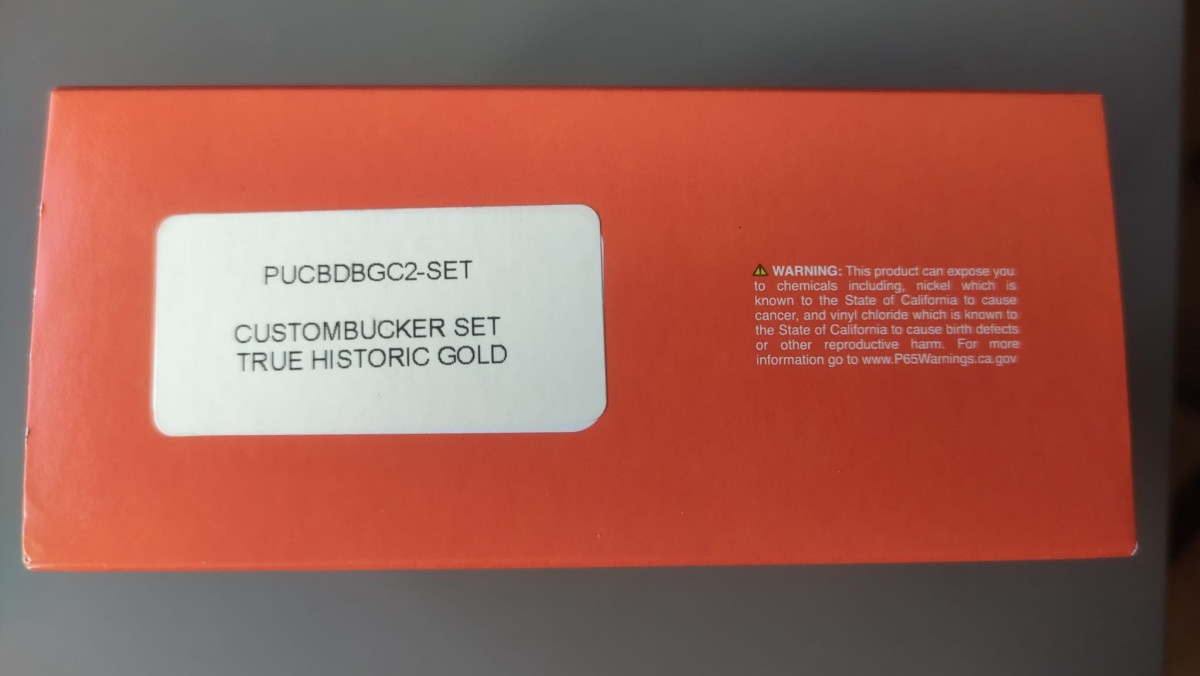 PUCBDBGC2-SET
CUSTOMBUCKER SET
TRUE HISTORIC GOLD
⚠ WARNING: This product can expose you
to chemicals including, nickel which is
known to the State of California to cause
cancer, and vinyl chloride which is known to
the State of California to cause birth defects
or other reproductive harm. For more
information go to www.P65Warnings.ca.gov